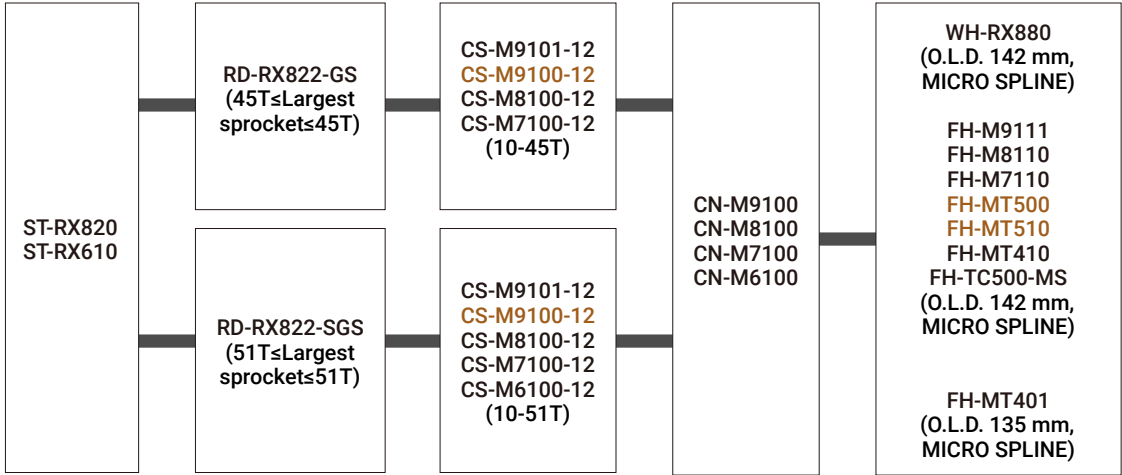 ST-RX820
ST-RX610
RD-RX822-GS
(45T≤Largest
sprocket≤45T)
RD-RX822-SGS
(51T≤Largest
sprocket≤51T)
CS-M9101-12
CS-M9100-12
CS-M8100-12
CS-M7100-12
(10-45T)
CS-M9101-12
CS-M9100-12
CS-M8100-12
CS-M7100-12
CS-M6100-12
(10-51T)
CN-M9100
CN-M8100
CN-M7100
CN-M6100
WH-RX880
(O.L.D. 142 mm,
MICRO SPLINE)
FH-M9111
FH-M8110
FH-M7110
FH-MT500
FH-MT510
FH-MT410
FH-TC500-MS
(O.L.D. 142 mm,
MICRO SPLINE)
FH-MT401
(O.L.D. 135 mm,
MICRO SPLINE)